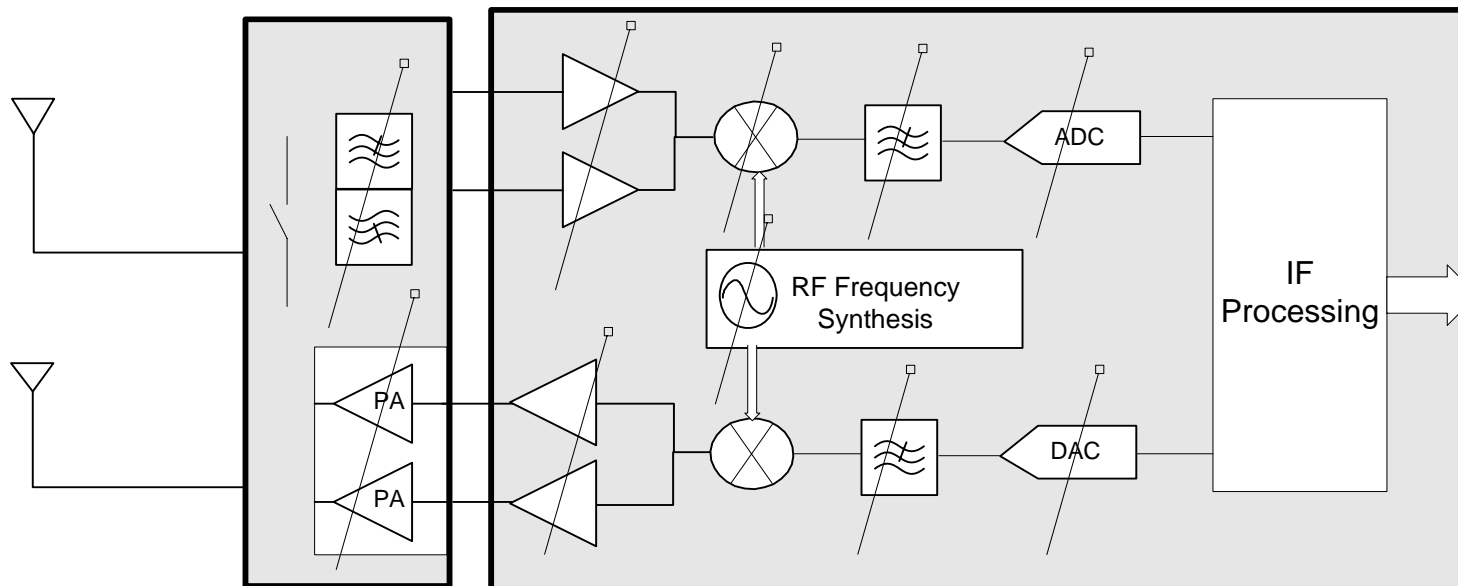 ADC
RF Frequency
Synthesis
IF
Processing
PA
PA
DAC